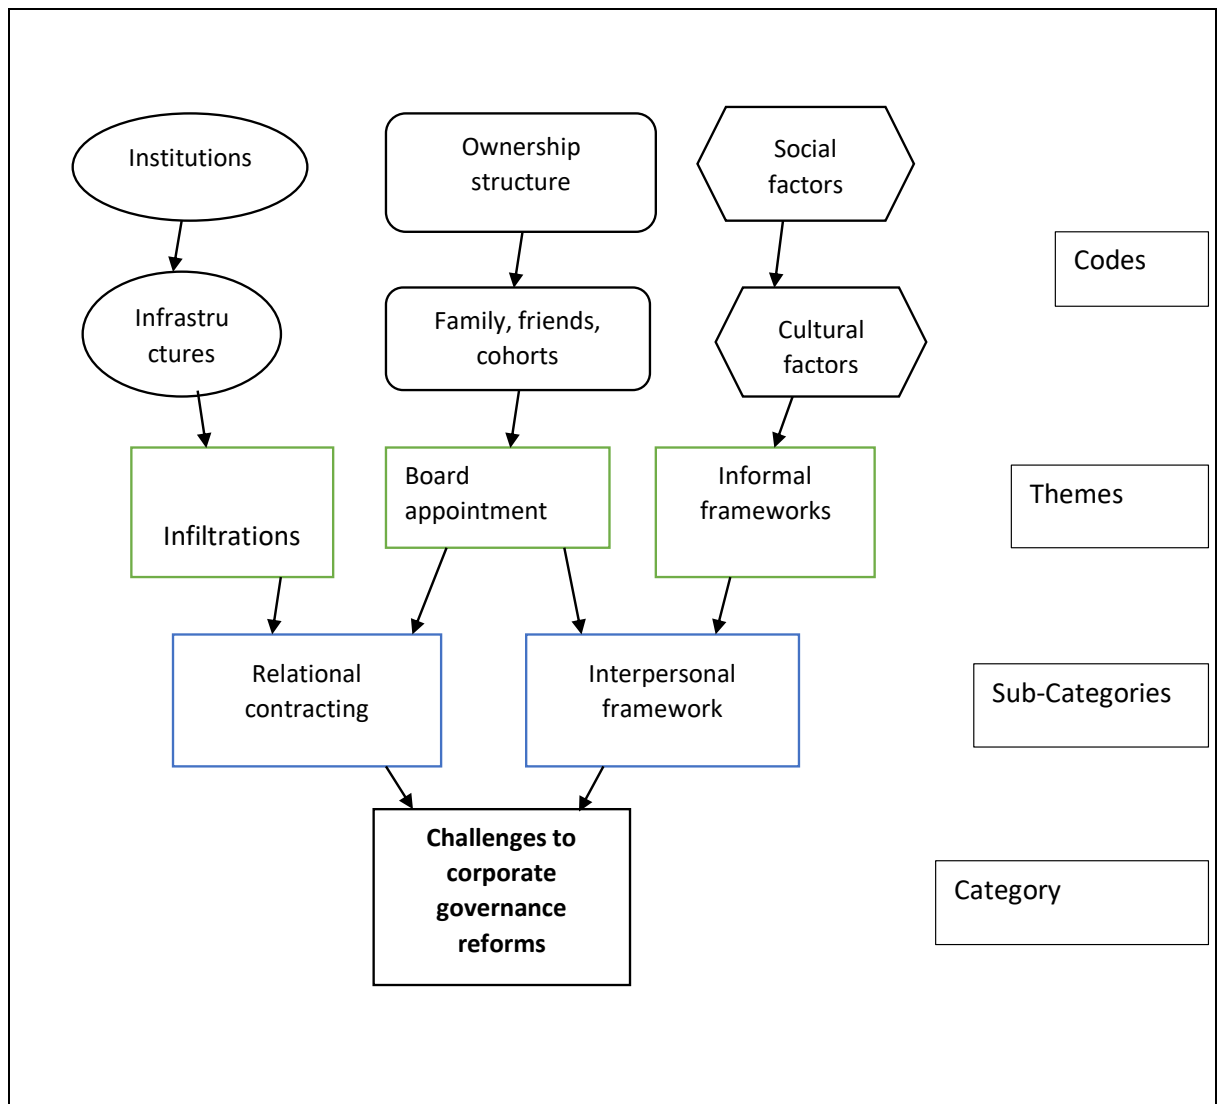 Institutions
Ownership
structure
Social
factors
Codes
Infrastru
ctures
Family, friends,
cohorts
Cultural
factors
Infiltrations
Board
appointment
Informal
frameworks
Themes
Relational
contracting
Interpersonal
framework
Sub-Categories
Challenges to
corporate
governance
reforms
Category